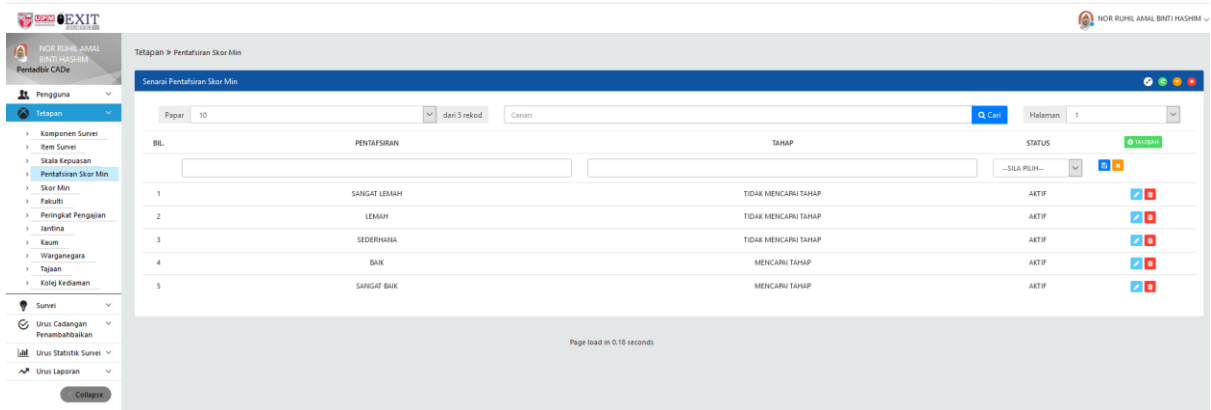 UPM EXIT
NOR RUHIL AMAL BINTI HASHIM
NOR RUHIL AMAL
BINTI HASHIM
Pentadbir CADe
Tetapan » Pentafsiran Skor Min
Pengguna
Tetapan
Komponen Survei
Item Survei
Skala Kepuasan
Pentafsiran Skor Min
Skor Min
Fakulti
Peringkat Pengajian
Jantina
Kaum
Warganegara
Tajaan
Kolej Kediaman
Survei
Urus Cadangan
Penambahbaikan
Urus Statistik Survei
Urus Laporan
Collapse
Senarai Pentafsiran Skor Min
Papar 10 dari 5 rekod Carian. Cari Halaman 1
BIL. PENTAFSIRAN TAHAP STATUS TAMBAH
--SILA PILIH--
1 SANGAT LEMAH TIDAK MENCAPAI TAHAP AKTIF
2 LEMAH TIDAK MENCAPAI TAHAP AKTIF
3 SEDERHANA TIDAK MENCAPAI TAHAP AKTIF
4 BAIK MENCAPAI TAHAP AKTIF
5 SANGAT BAIK MENCAPAI TAHAP AKTIF
Page load in 0.18 seconds